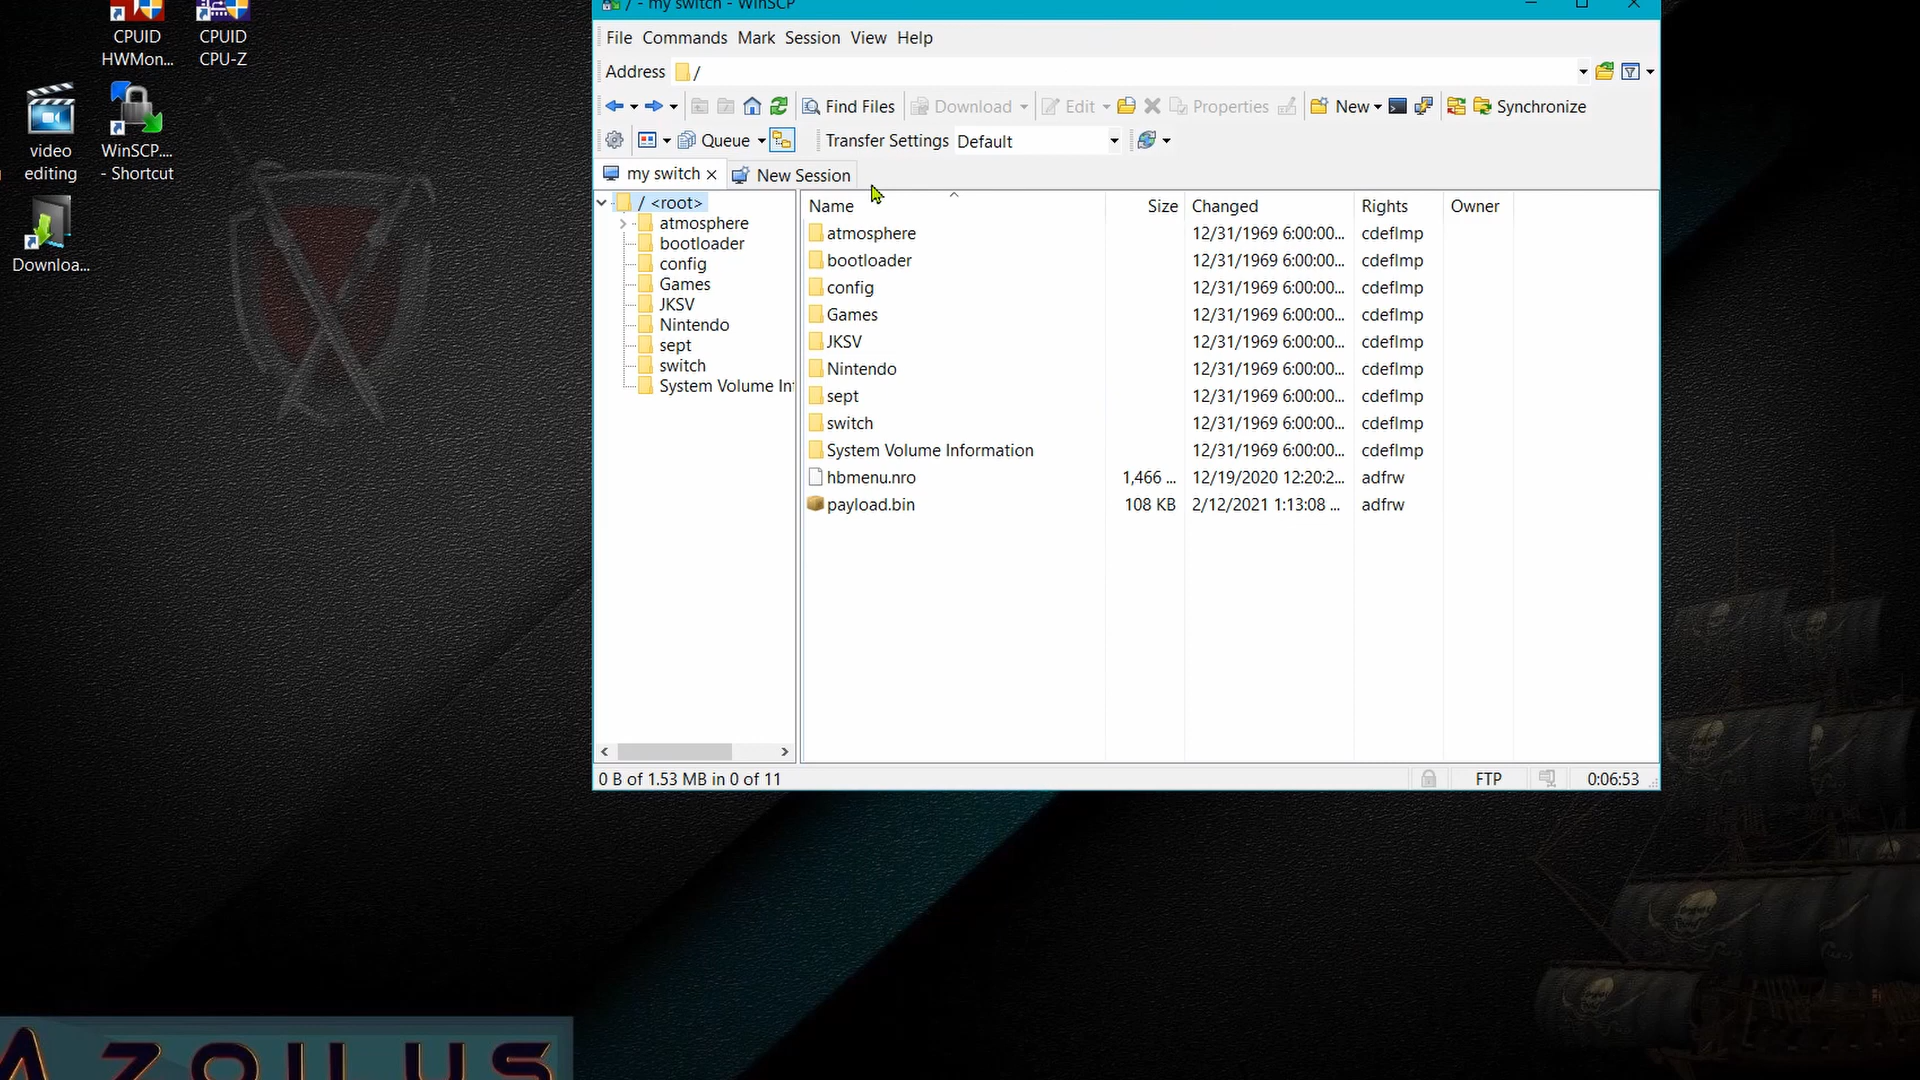 CPUID
HWMon...
CPUID
CPU-Z
video
editing
WinSCP....
- Shortcut
Downloa...
/ - my switch - WinSCP
File Commands Mark Session View Help
Address /
Find Files Download Edit Properties New Synchronize
Queue Transfer Settings Default
my switch New Session
/ <root>
atmosphere
bootloader
config
Games
JKSV
Nintendo
sept
switch
System Volume In
Name Size Changed Rights Owner
atmosphere 12/31/1969 6:00:00... cdeflmp
bootloader 12/31/1969 6:00:00... cdeflmp
config 12/31/1969 6:00:00... cdeflmp
Games 12/31/1969 6:00:00... cdeflmp
JKSV 12/31/1969 6:00:00... cdeflmp
Nintendo 12/31/1969 6:00:00... cdeflmp
sept 12/31/1969 6:00:00... cdeflmp
switch 12/31/1969 6:00:00... cdeflmp
System Volume Information 12/31/1969 6:00:00... cdeflmp
hbmenu.nro 1,466 ... 12/19/2020 12:20:2... adfrw
payload.bin 108 KB 2/12/2021 1:13:08 ... adfrw
0 B of 1.53 MB in 0 of 11 FTP 0:06:53
AZOILUS